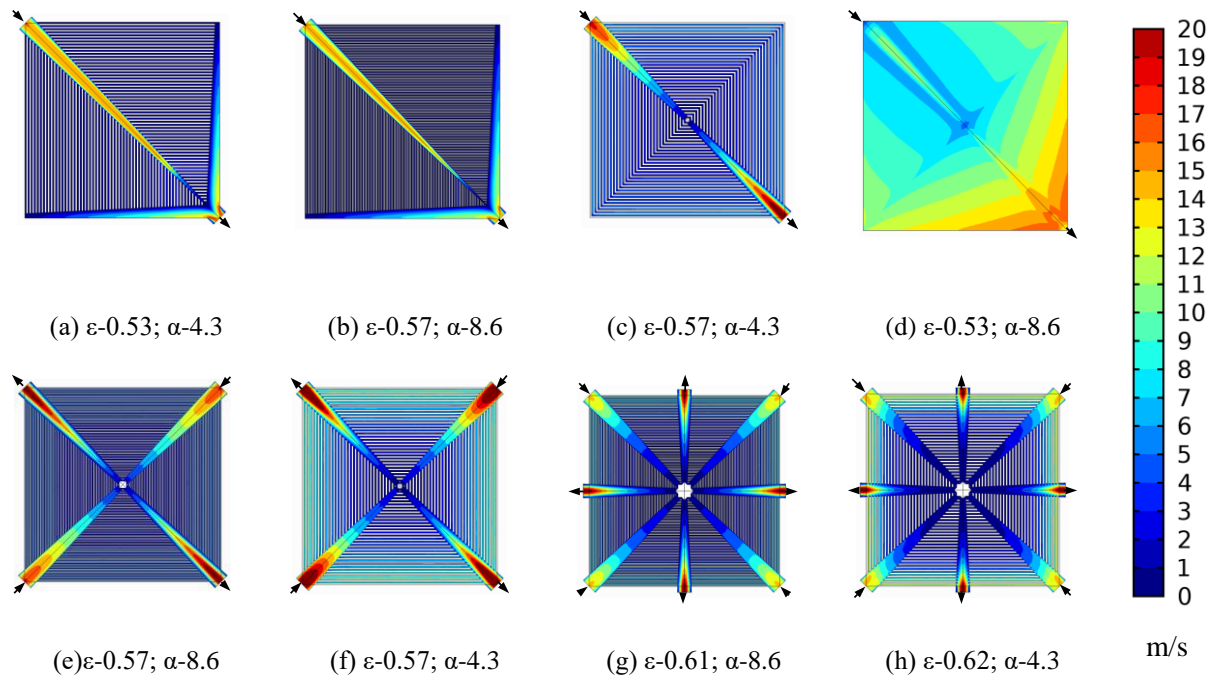 20
19
18
17
16
15
14
13
12
11
10
9
8
7
6
5
4
3
2
1
0
m/s
(a) ε-0.53; α-4.3
(b) ε-0.57; α-8.6
(c) ε-0.57; α-4.3
(d) ε-0.53; α-8.6
(e)ε-0.57; α-8.6
(f) ε-0.57; α-4.3
(g) ε-0.61; α-8.6
(h) ε-0.62; α-4.3